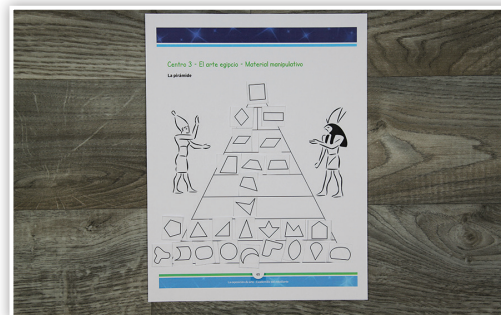 Centro 3 – El arte egipcio – Material manipulativo
La pirámide